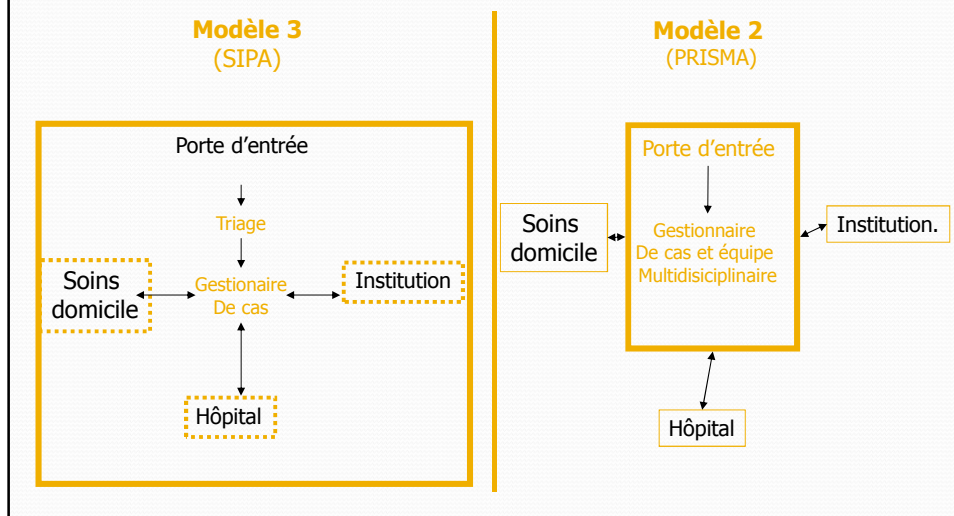 Modèle 3
(SIPA)
Porte d'entrée
Triage
Soins
domicile
Gestionaire
De cas
Institution
Hôpital
Modèle 2
(PRISMA)
Porte d'entrée
Soins
domicile
Gestionnaire
De cas et équipe
Multidisiciplinaire
Institution.
Hôpital